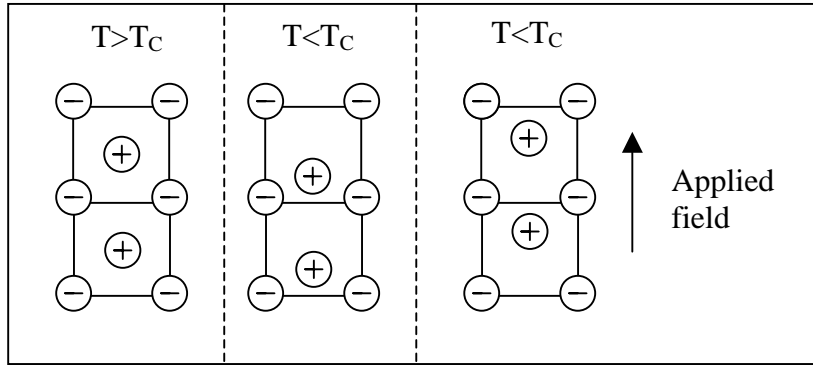 T>T_C
T<T_C
T<T_C
− − − − − −
+ + + + + +
− − − − − −
+ + + + + +
− − − − − −
Applied
field